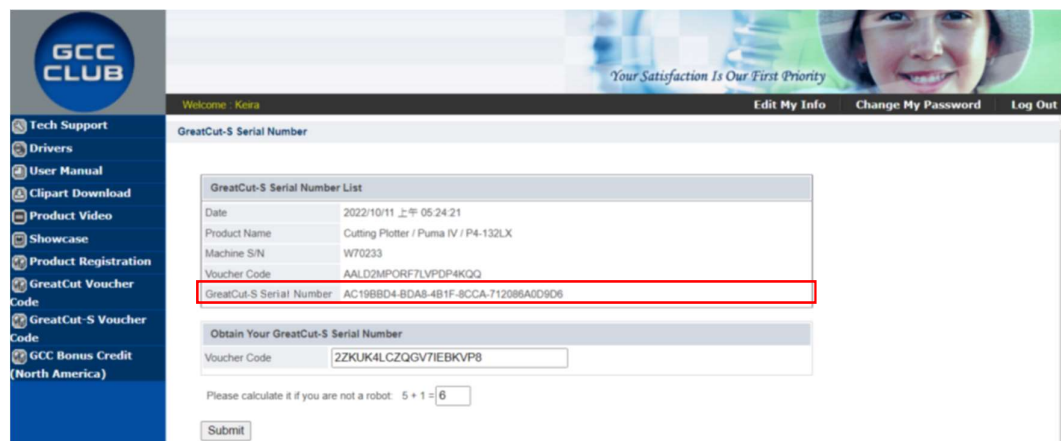 GCC
CLUB
Your Satisfaction Is Our First Priority
Welcome : Keira
Edit My Info Change My Password Log Out
Tech Support
Drivers
User Manual
Clipart Download
Product Video
Showcase
Product Registration
GreatCut Voucher
Code
GreatCut-S Voucher
Code
GCC Bonus Credit
(North America)
GreatCut-S Serial Number
GreatCut-S Serial Number List
Date 2022/10/11 上午 05:24:21
Product Name Cutting Plotter / Puma IV / P4-132LX
Machine S/N W70233
Voucher Code AALD2MPORF7LVPDP4KQQ
GreatCut-S Serial Number AC19BBD4-BDA8-4B1F-8CCA-712086A0D9D6
Obtain Your GreatCut-S Serial Number
Voucher Code 2ZKUK4LCZQGV7IEBKVP8
Please calculate it if you are not a robot: 5 + 1 = 6
Submit